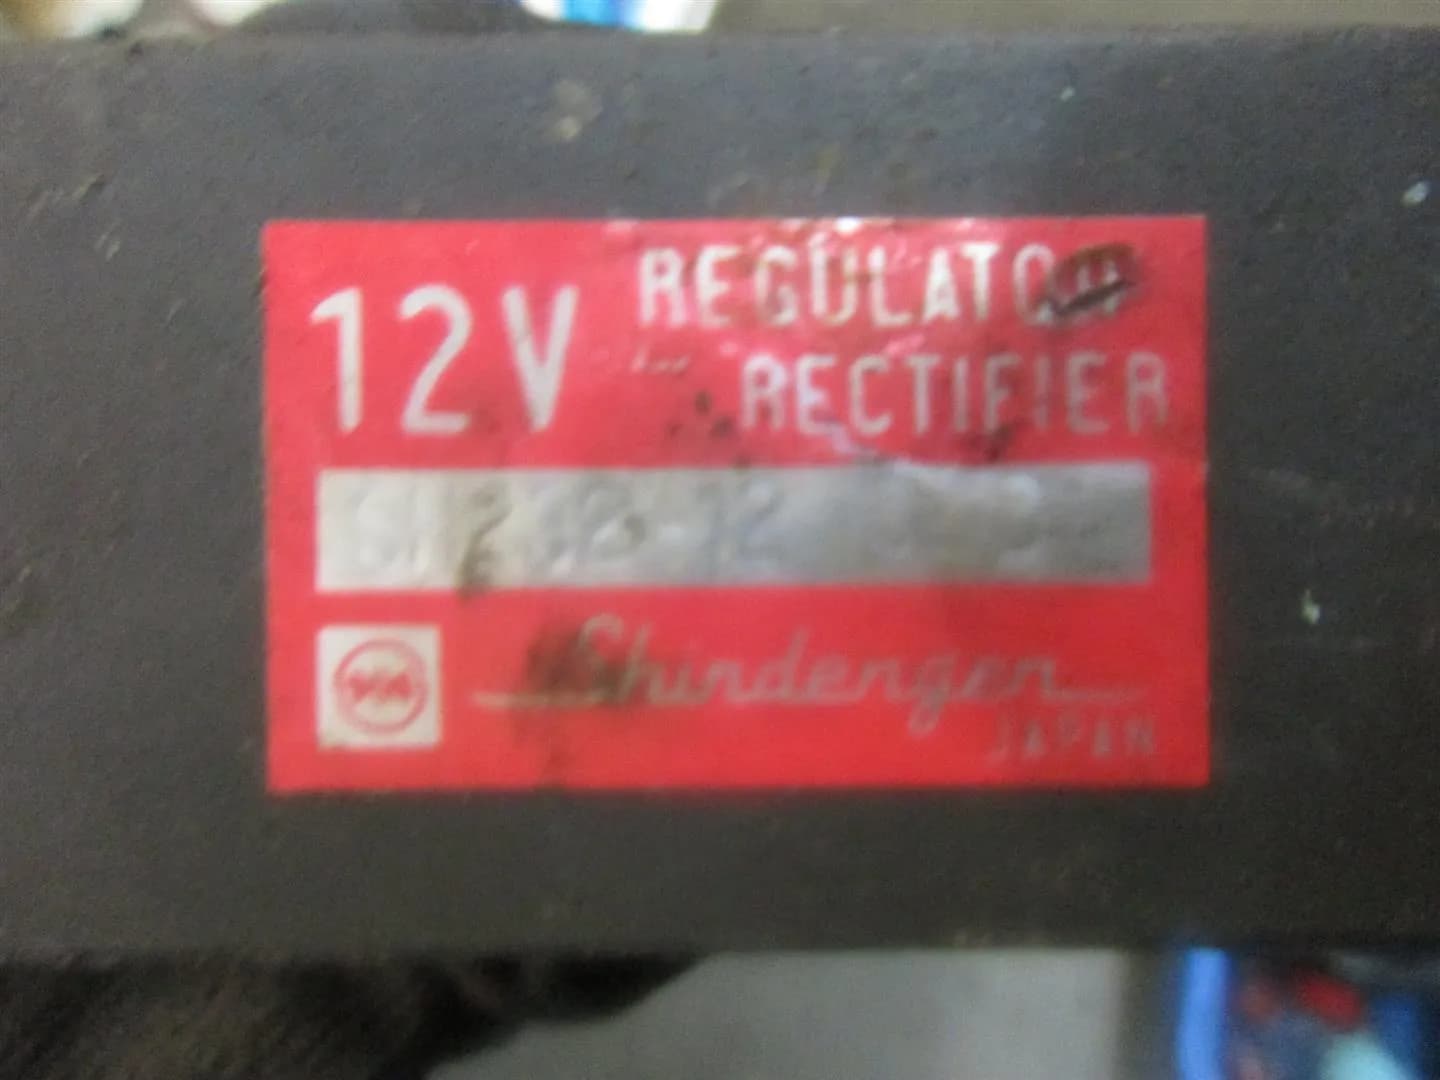 12V REGULATOR
RECTIFIER
Shindengen
JAPAN